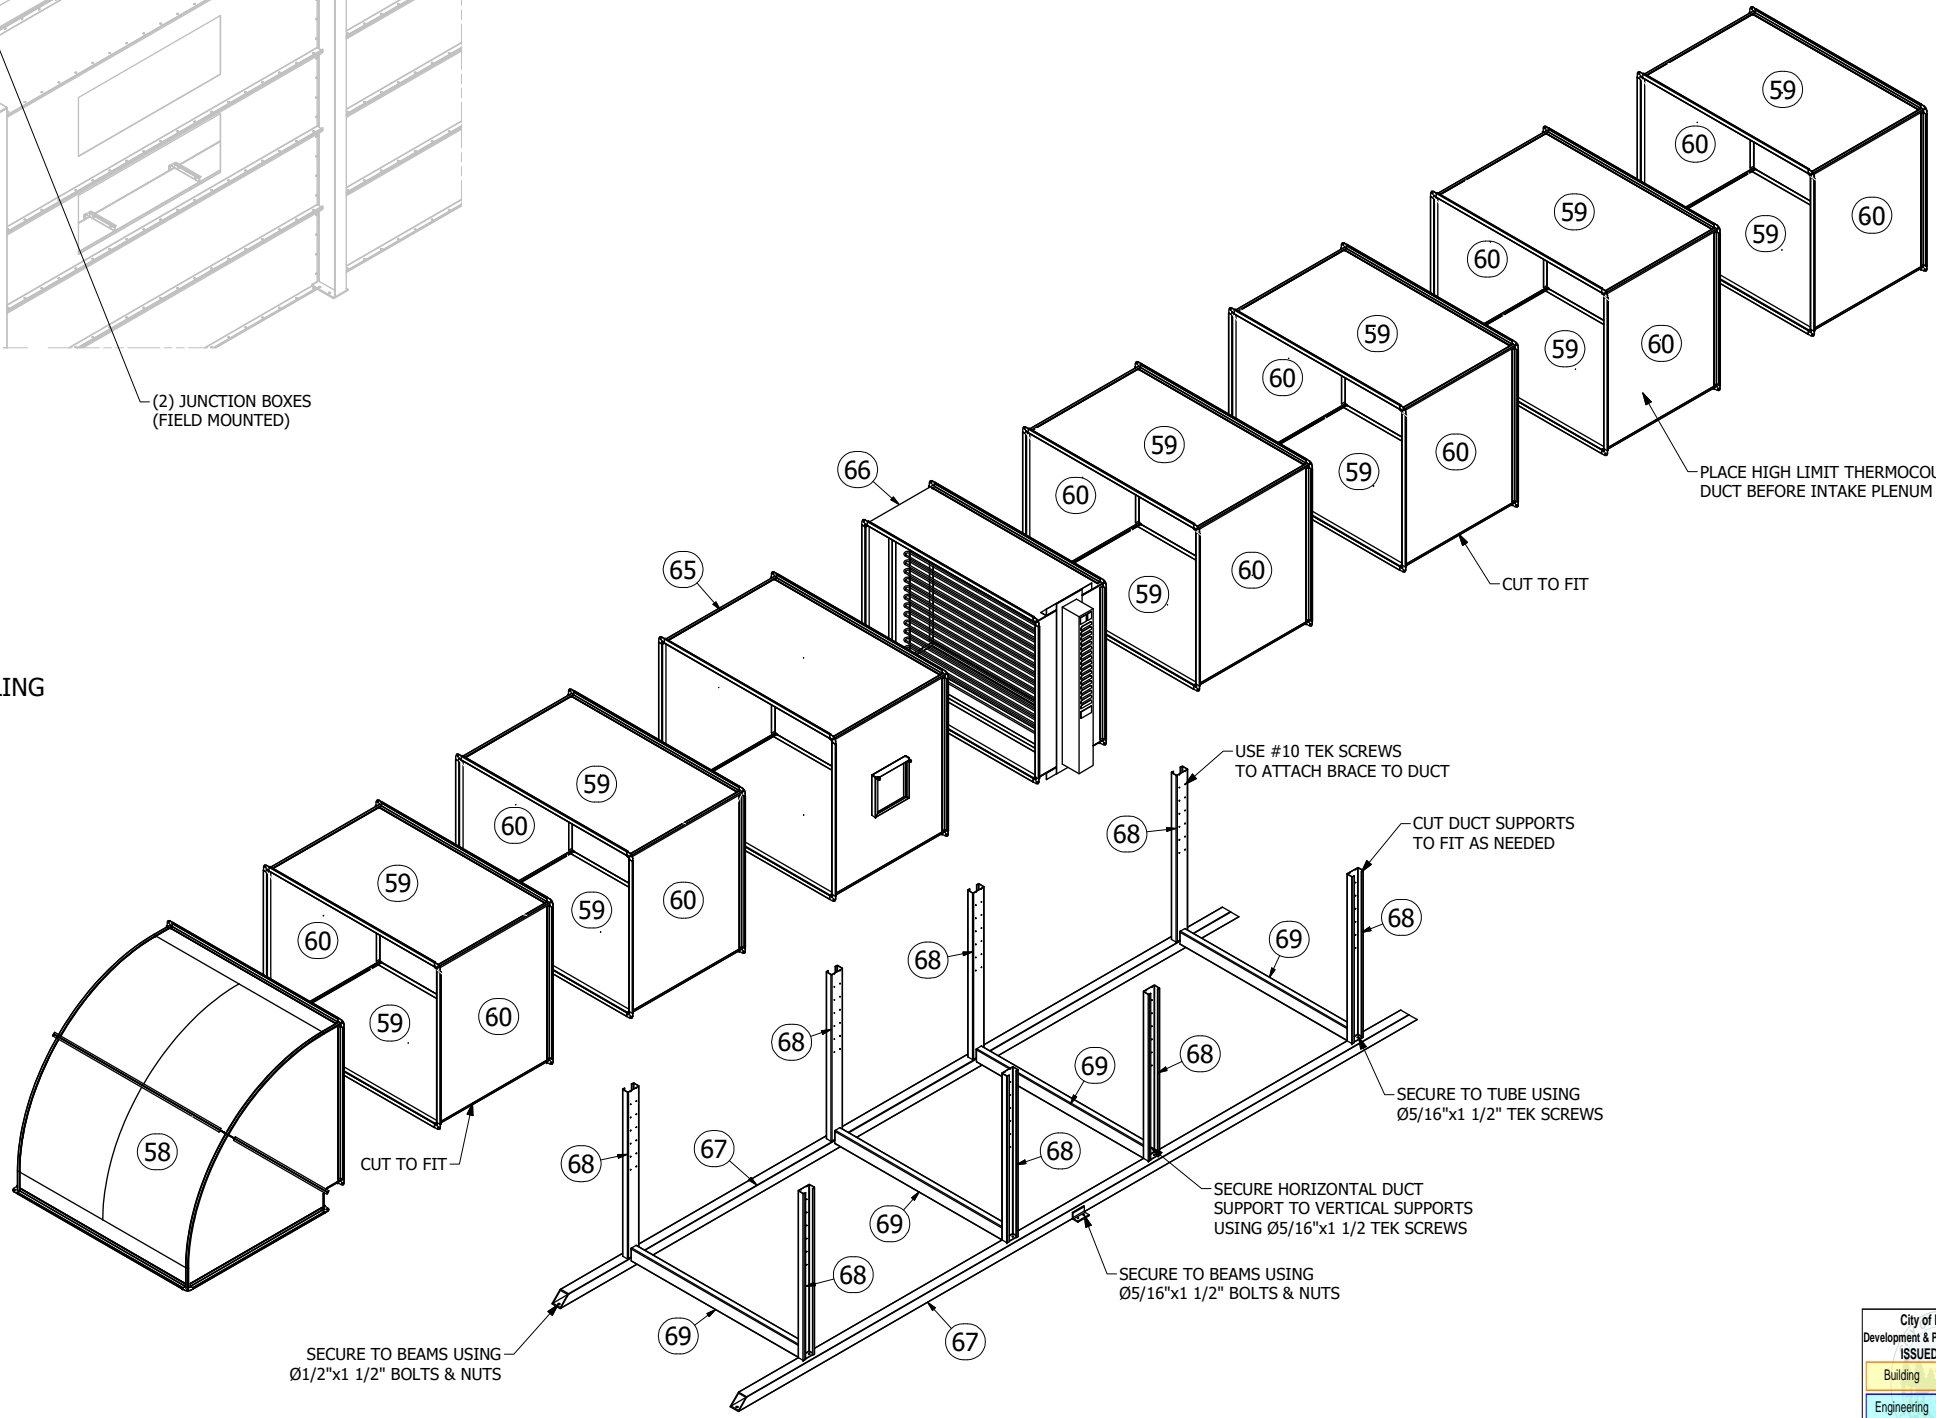 59
60
59
60
59
60
59
60
59
60
59
60
59
60
59
60
(2) JUNCTION BOXES
(FIELD MOUNTED)
PLACE HIGH LIMIT
DUCT BEFORE INTAKE PLENUM
59
66
60
60
59
CUT TO FIT
65
59
60
59
60
USE #10 TEK SCREWS
TO ATTACH BRACE TO DUCT
68
CUT DUCT SUPPORTS
TO FIT AS NEEDED
59
60
59
60
68
69
68
68
68
69
68
SECURE TO TUBE USING
Ø5/16"x1 1/2" TEK SCREWS
58
CUT TO FIT
68
67
68
69
SECURE HORIZONTAL DUCT
SUPPORT TO VERTICAL SUPPORTS
USING Ø5/16"x1 1/2 TEK SCREWS
68
SECURE TO BEAMS USING
Ø5/16"x1 1/2" BOLTS & NUTS
69
67
SECURE TO BEAMS USING
Ø1/2"x1 1/2" BOLTS & NUTS
City of
Development &
ISSUED
Building
Engineering